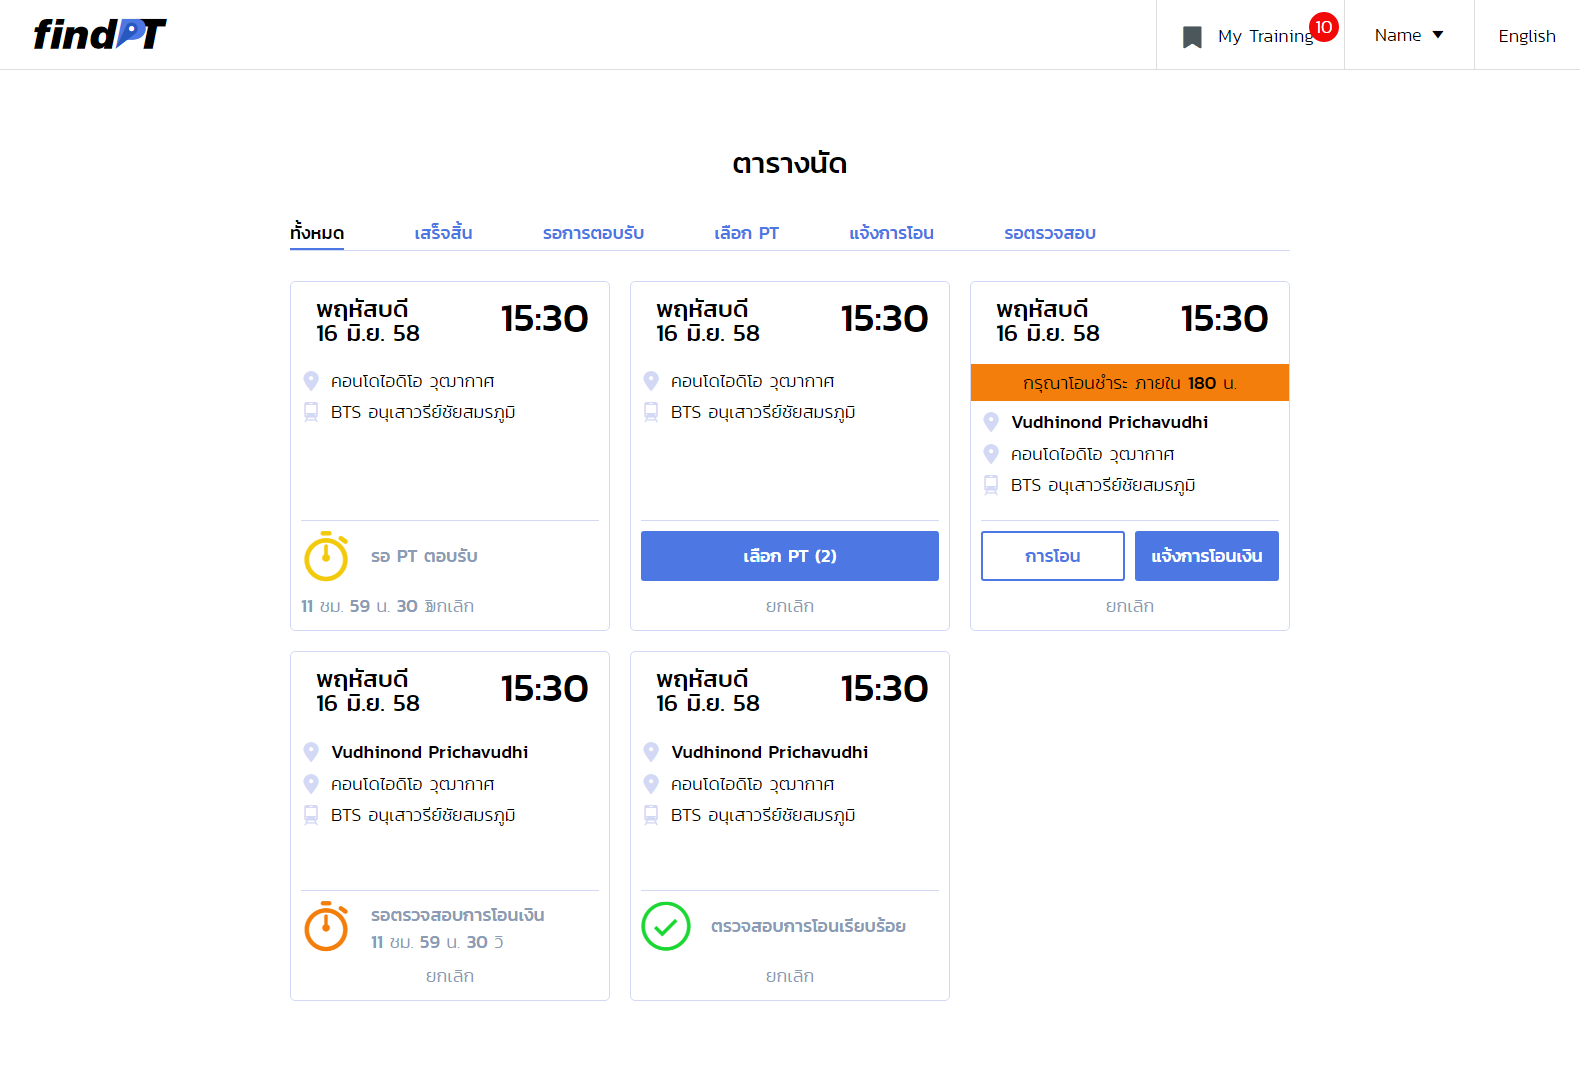 findPT
My Training
10
Name
English
ตารางนัด
ทั้งหมด
เสร็จสิ้น
รอการตอบรับ
เลือก PT
แจ้งการโอน
รอตรวจสอบ
พฤหัสบดี
16 มิ.ย. 58
15:30
คอนโดไอดิโอ วุฒากาศ
BTS อนุเสาวรีย์ชัยสมรภูมิ
รอ PT ตอบรับ
11 ชม. 59 น. 30 วิ
ยกเลิก
พฤหัสบดี
16 มิ.ย. 58
15:30
คอนโดไอดิโอ วุฒากาศ
BTS อนุเสาวรีย์ชัยสมรภูมิ
เลือก PT (2)
ยกเลิก
พฤหัสบดี
16 มิ.ย. 58
15:30
กรุณาโอนชำระ ภายใน 180 น.
Vudhinond Prichavudhi
คอนโดไอดิโอ วุฒากาศ
BTS อนุเสาวรีย์ชัยสมรภูมิ
การโอน
แจ้งการโอนเงิน
ยกเลิก
พฤหัสบดี
16 มิ.ย. 58
15:30
Vudhinond Prichavudhi
คอนโดไอดิโอ วุฒากาศ
BTS อนุเสาวรีย์ชัยสมรภูมิ
รอตรวจสอบการโอนเงิน
11 ชม. 59 น. 30 วิ
ยกเลิก
พฤหัสบดี
16 มิ.ย. 58
15:30
Vudhinond Prichavudhi
คอนโดไอดิโอ วุฒากาศ
BTS อนุเสาวรีย์ชัยสมรภูมิ
ตรวจสอบการโอนเรียบร้อย
ยกเลิก